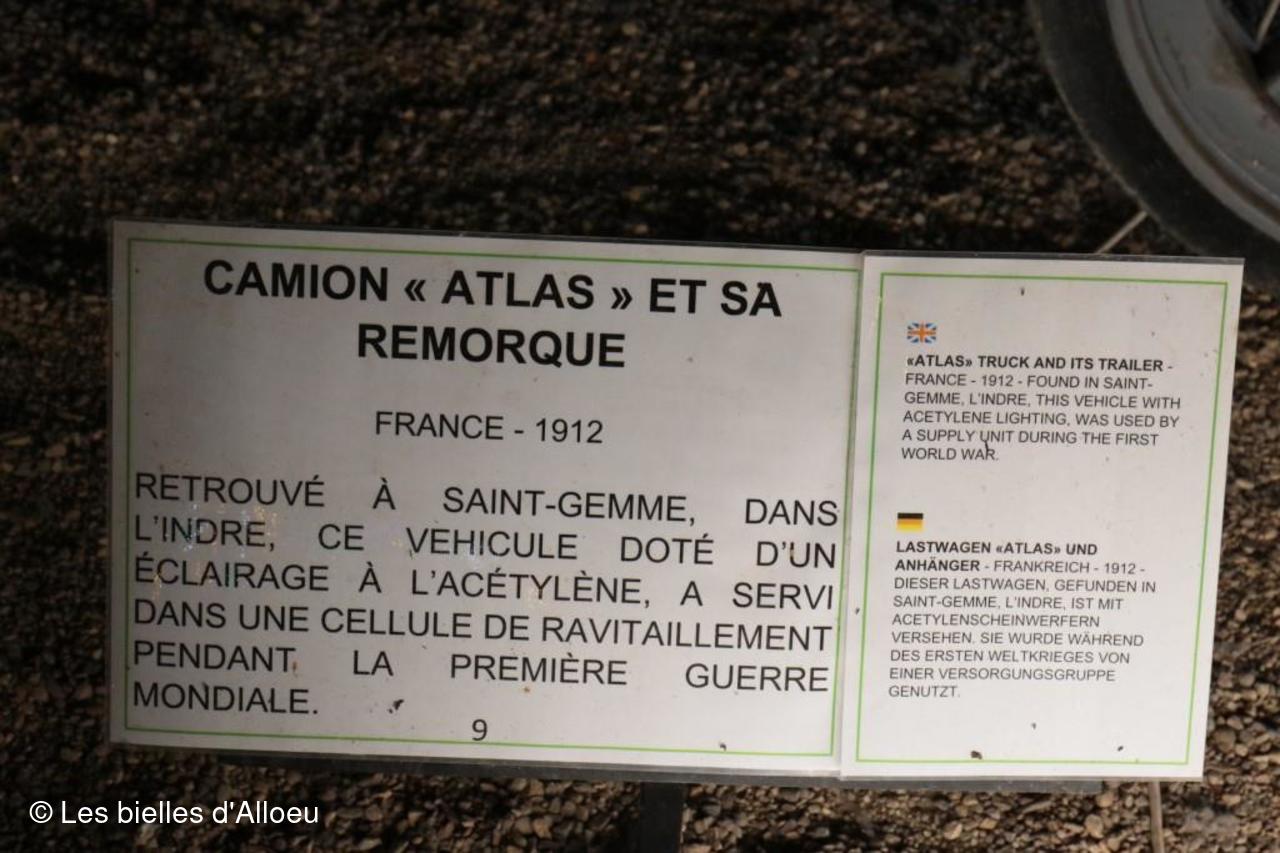 CAMION « ATLAS » ET SA
REMORQUE
FRANCE - 1912
RETROUVÉ À SAINT-GEMME, DANS
L'INDRE, CE VEHICULE DOTÉ D'UN
ÉCLAIRAGE À L'ACÉTYLÈNE, A SERVI
DANS UNE CELLULE DE RAVITAILLEMENT
PENDANT LA PREMIÈRE GUERRE
MONDIALE.
9
«ATLAS» TRUCK AND ITS TRAILER -
FRANCE - 1912 - FOUND IN SAINT-
GEMME, L'INDRE, THIS VEHICLE WITH
ACETYLENE LIGHTING, WAS USED BY
A SUPPLY UNIT DURING THE FIRST
WORLD WAR.
LASTWAGEN «ATLAS» UND
ANHÄNGER - FRANKREICH - 1912 -
DIESER LASTWAGEN, GEFUNDEN IN
SAINT-GEMME, L'INDRE, IST MIT
ACETYLENSCHEINWERFERN
VERSEHEN. SIE WURDE WÄHREND
DES ERSTEN WELTKRIEGES VON
EINER VERSORGUNGSGRUPPE
GENUTZT.
© Les bielles d'Alloeu